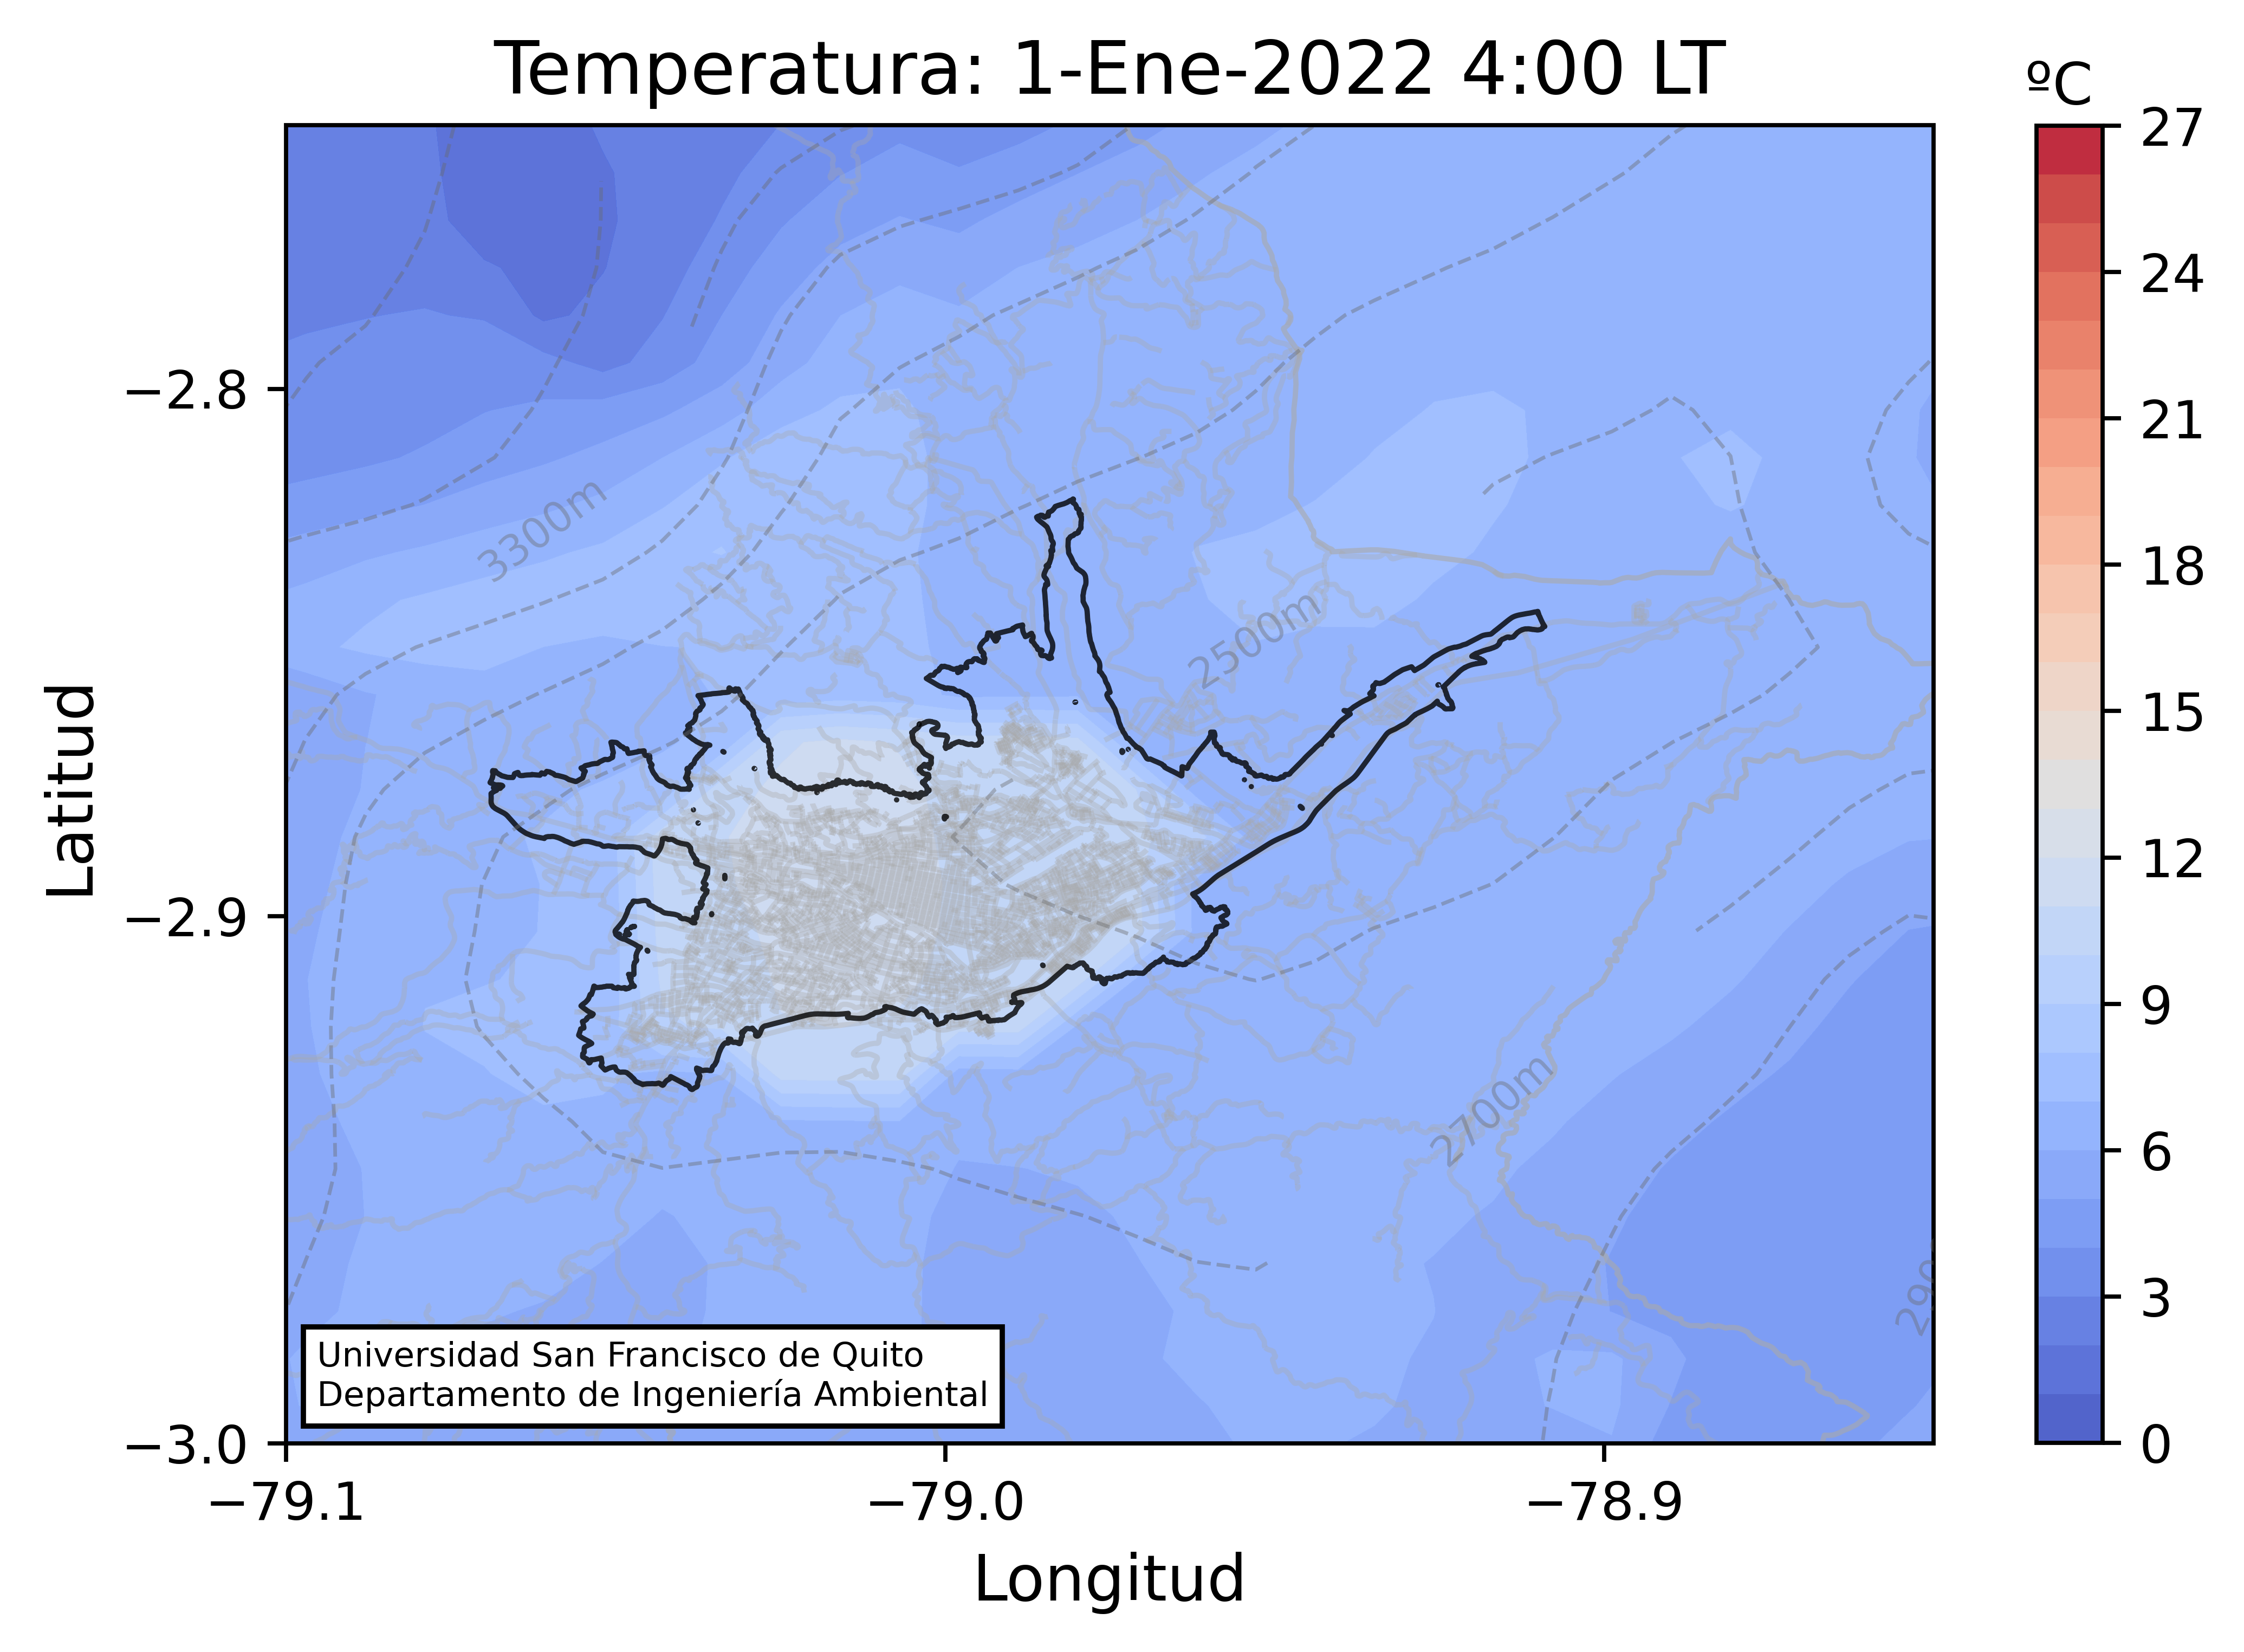 Temperatura: 1-Ene-2022 4:00 LT
ºC
27
24
21
18
15
12
9
6
3
0
−2.8
−2.9
−3.0
Latitud
3300m
2500m
2700m
Universidad San Francisco de Quito
Departamento de Ingeniería Ambiental
−79.1
−79.0
−78.9
Longitud